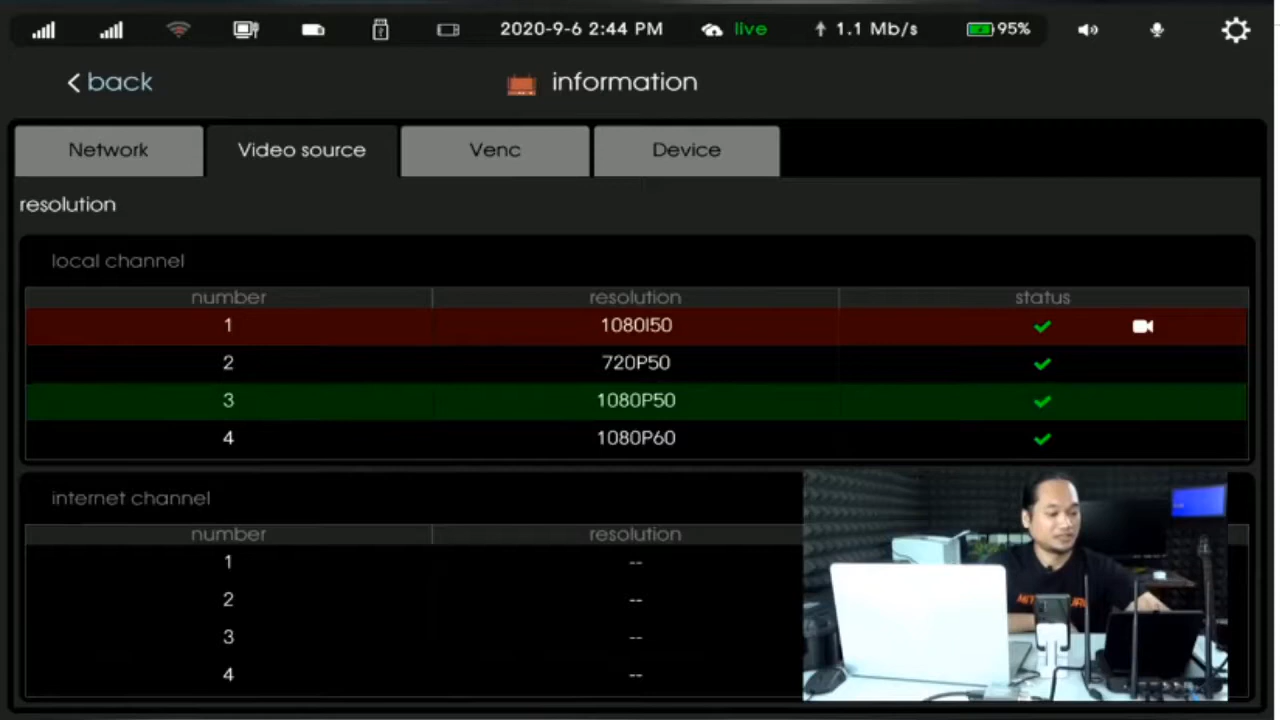 2020-9-6 2:44 PM live 1.1 Mb/s 95%
back information
Network Video source Venc Device
resolution
local channel
number resolution status
1 1080I50
2 720P50
3 1080P50
4 1080P60
internet channel
number resolution
1 --
2 --
3 --
4 --